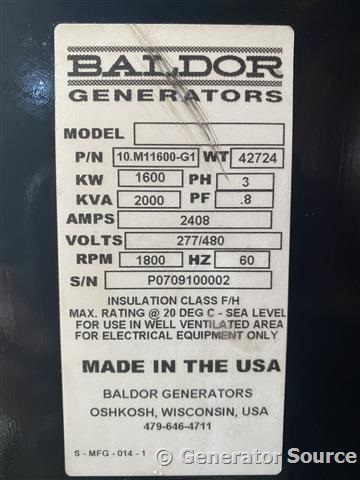 BALDOR
GENERATORS
MODEL
P/N 10.M11600-G1 WT 42724
KW 1600 PH 3
KVA 2000 PF .8
AMPS 2408
VOLTS 277/480
RPM 1800 HZ 60
S/N P0709100002
INSULATION CLASS F/H
MAX. RATING @ 20 DEG C - SEA LEVEL
FOR USE IN WELL VENTILATED AREA
FOR ELECTRICAL EQUIPMENT ONLY
MADE IN THE USA
BALDOR GENERATORS
OSHKOSH, WISCONSIN, USA
479-646-4711
S - MFG - 014 - 1
© Generator Source